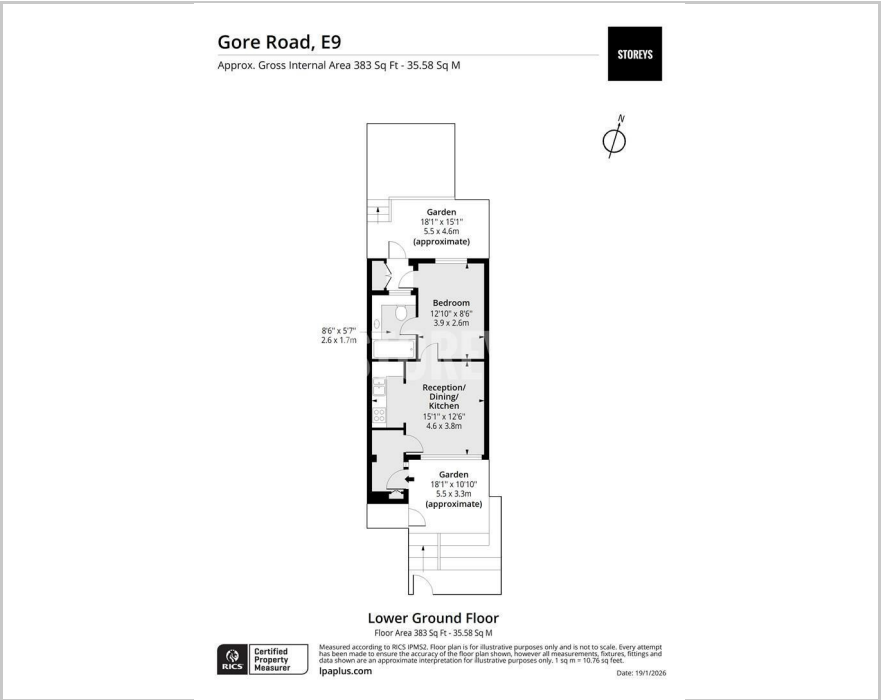 Gore Road, E9
Approx. Gross Internal Area 383 Sq Ft - 35.58 Sq M
STOREYS
N
Garden
18'1" x 15'1"
5.5 x 4.6m
(approximate)
Bedroom
12'10" x 8'6"
3.9 x 2.6m
8'6" x 5'7"
2.6 x 1.7m
STOREYS
Reception/
Dining/
Kitchen
15'1" x 12'6"
4.6 x 3.8m
Garden
18'1" x 10'10"
5.5 x 3.3m
(approximate)
Lower Ground Floor
Floor Area 383 Sq Ft - 35.58 Sq M
RICS
Certified
Property
Measurer
Measured according to RICS IPMS2. Floor plan is for illustrative purposes only and is not to scale. Every attempt
has been made to ensure the accuracy of the floor plan shown, however all measurements, fixtures, fittings and
data shown are an approximate interpretation for illustrative purposes only. 1 sq m = 10.76 sq feet.
lpaplus.com
Date: 19/1/2026